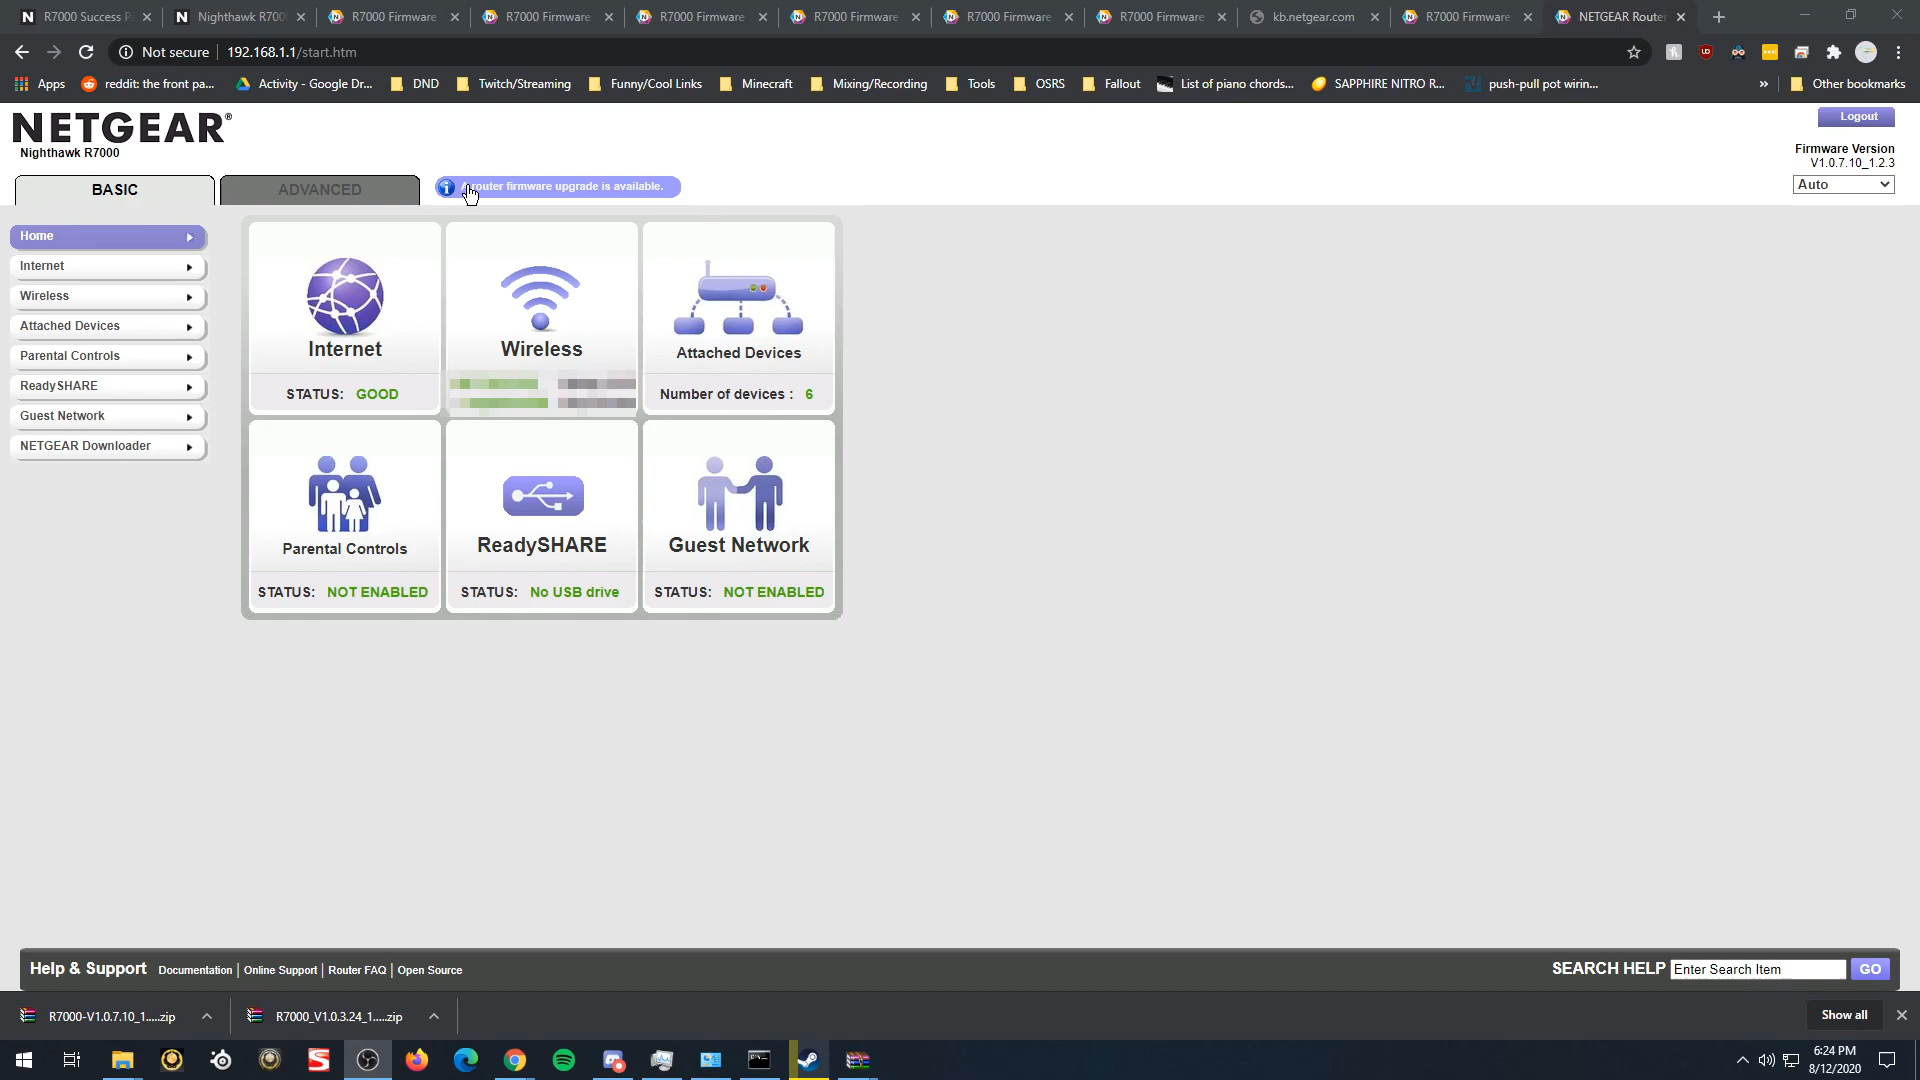 R7000 Success P
Nighthawk R700
R7000 Firmware
R7000 Firmware
R7000 Firmware
R7000 Firmware
R7000 Firmware
R7000 Firmware
kb.netgear.com
R7000 Firmware
NETGEAR Router
Not secure
192.168.1.1/start.htm
Apps
reddit: the front pa...
Activity - Google Dr...
DND
Twitch/Streaming
Funny/Cool Links
Minecraft
Mixing/Recording
Tools
OSRS
Fallout
List of piano chords...
SAPPHIRE NITRO R...
push-pull pot wirin...
»
Other bookmarks
NETGEAR®
Nighthawk R7000
Logout
Firmware Version
V1.0.7.10_1.2.3
Auto
BASIC
ADVANCED
router firmware upgrade is available.
Home
Internet
Wireless
Attached Devices
Parental Controls
ReadySHARE
Guest Network
NETGEAR Downloader
Internet
STATUS: GOOD
Wireless
Attached Devices
Number of devices : 6
Parental Controls
STATUS: NOT ENABLED
ReadySHARE
STATUS: No USB drive
Guest Network
STATUS: NOT ENABLED
Help & Support
Documentation | Online Support | Router FAQ | Open Source
SEARCH HELP
Enter Search Item
GO
R7000-V1.0.7.10_1.....zip
R7000_V1.0.3.24_1.....zip
Show all
6:24 PM
8/12/2020